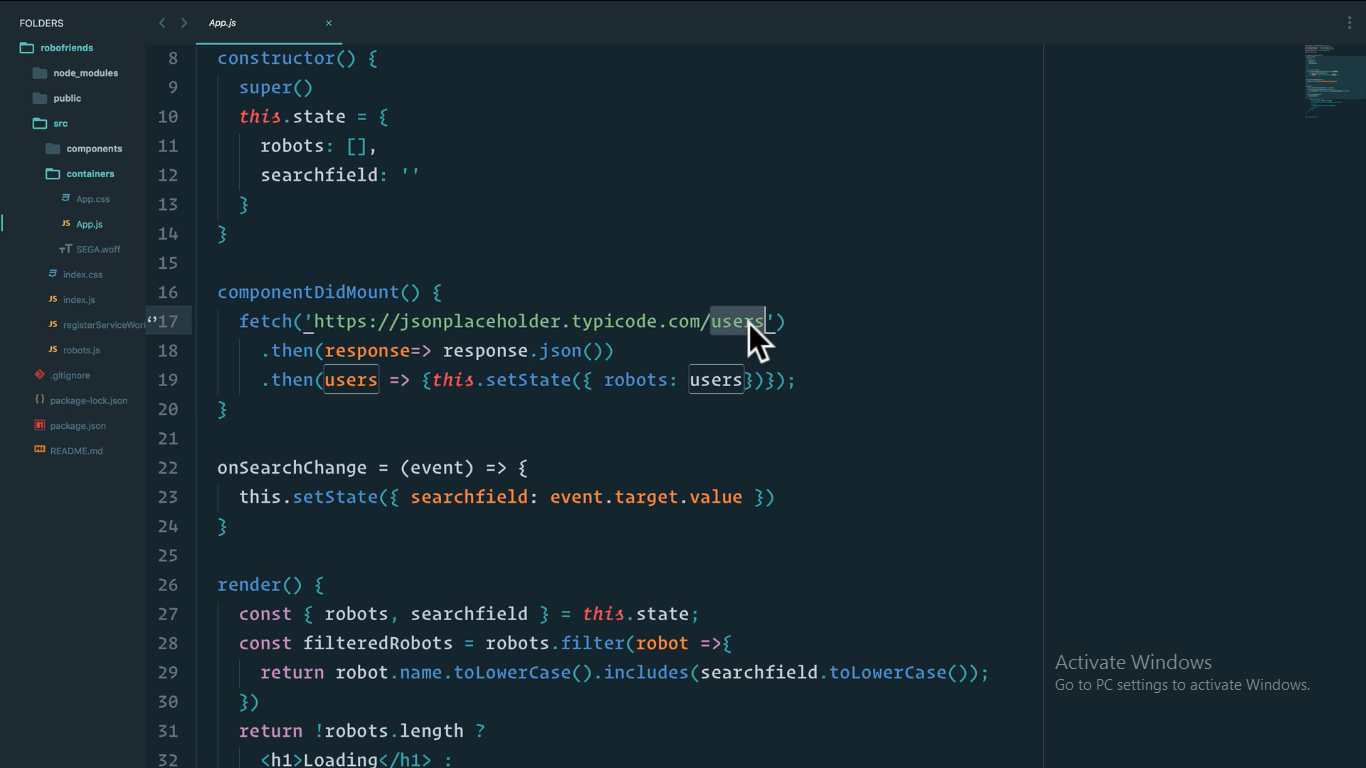 FOLDERS
robofriends
node_modules
public
src
components
containers
App.css
App.js
SEGA.woff
index.css
index.js
registerServiceWor
robots.js
.gitignore
package-lock.json
package.json
README.md
App.js ×
8 constructor() {
9 super()
10 this.state = {
11 robots: [],
12 searchfield: ''
13 }
14 }
15
16 componentDidMount() {
17 fetch('https://jsonplaceholder.typicode.com/users')
18 .then(response=> response.json())
19 .then(users => {this.setState({ robots: users})});
20 }
21
22 onSearchChange = (event) => {
23 this.setState({ searchfield: event.target.value })
24 }
25
26 render() {
27 const { robots, searchfield } = this.state;
28 const filteredRobots = robots.filter(robot =>{
29 return robot.name.toLowerCase().includes(searchfield.toLowerCase());
30 })
31 return !robots.length ?
32 <h1>Loading</h1> :
Activate Windows
Go to PC settings to activate Windows.